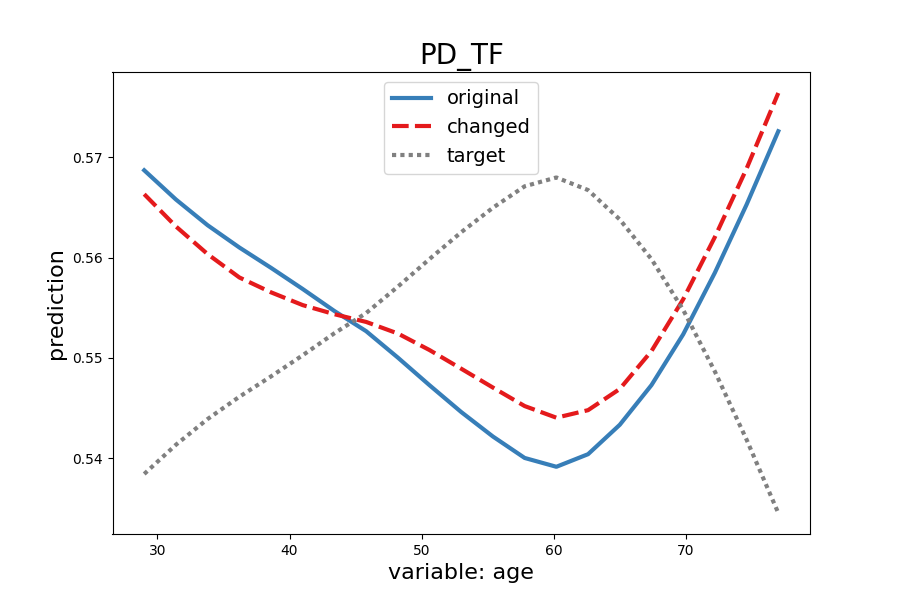 PD_TF
original
changed
target
0.57
0.56
0.55
0.54
prediction
30 40 50 60 70
variable: age